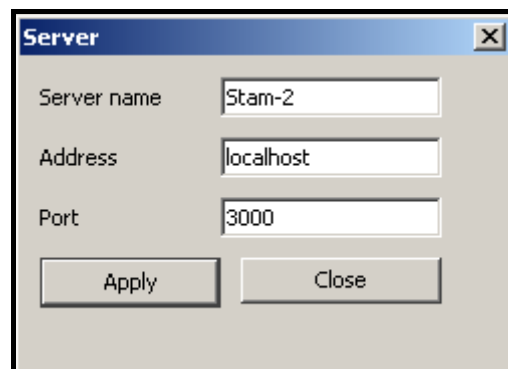 Server
Server name Stam-2
Address localhost
Port 3000
Apply Close